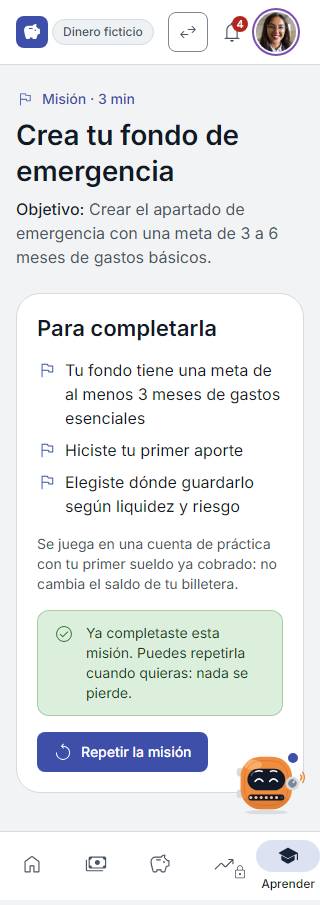 Dinero ficticio
4
Misión · 3 min
Crea tu fondo de
emergencia
Objetivo: Crear el apartado de
emergencia con una meta de 3 a 6
meses de gastos básicos.
Para completarla
Tu fondo tiene una meta de
al menos 3 meses de gastos
esenciales
Hiciste tu primer aporte
Elegiste dónde guardarlo
según liquidez y riesgo
Se juega en una cuenta de práctica
con tu primer sueldo ya cobrado: no
cambia el saldo de tu billetera.
Ya completaste esta
misión. Puedes repetirla
cuando quieras: nada se
pierde.
Repetir la misión
Aprender